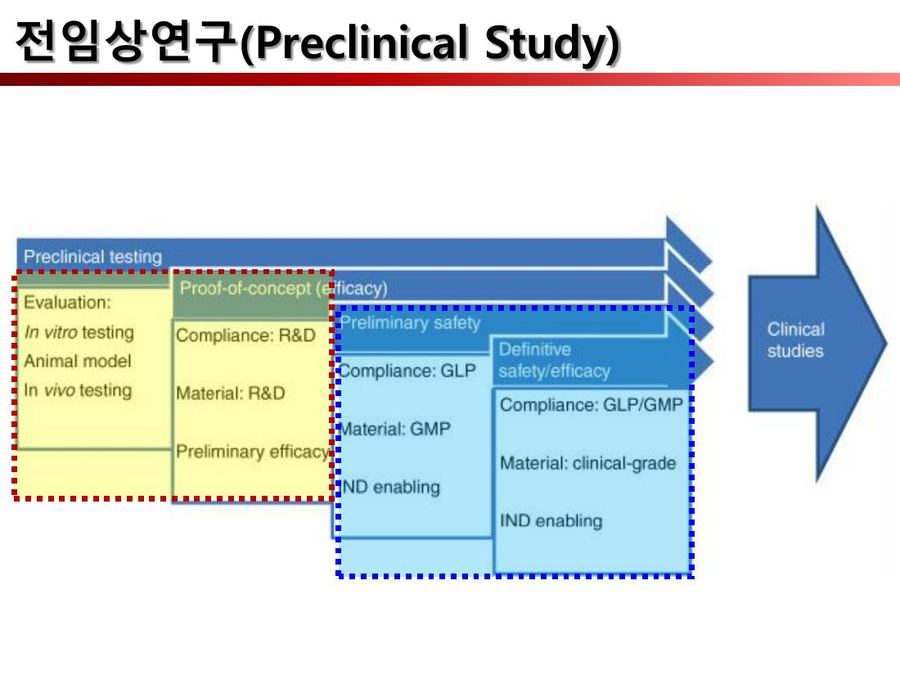 전임상연구(Preclinical Study)
Preclinical testing
Evaluation:
In vitro testing
Animal model
In vivo testing
Proof-of-concept (efficacy)
Compliance: R&D
Material: R&D
Preliminary efficacy
Preliminary safety
Compliance: GLP
Material: GMP
IND enabling
Definitive
safety/efficacy
Compliance: GLP/GMP
Material: clinical-grade
IND enabling
Clinical
studies